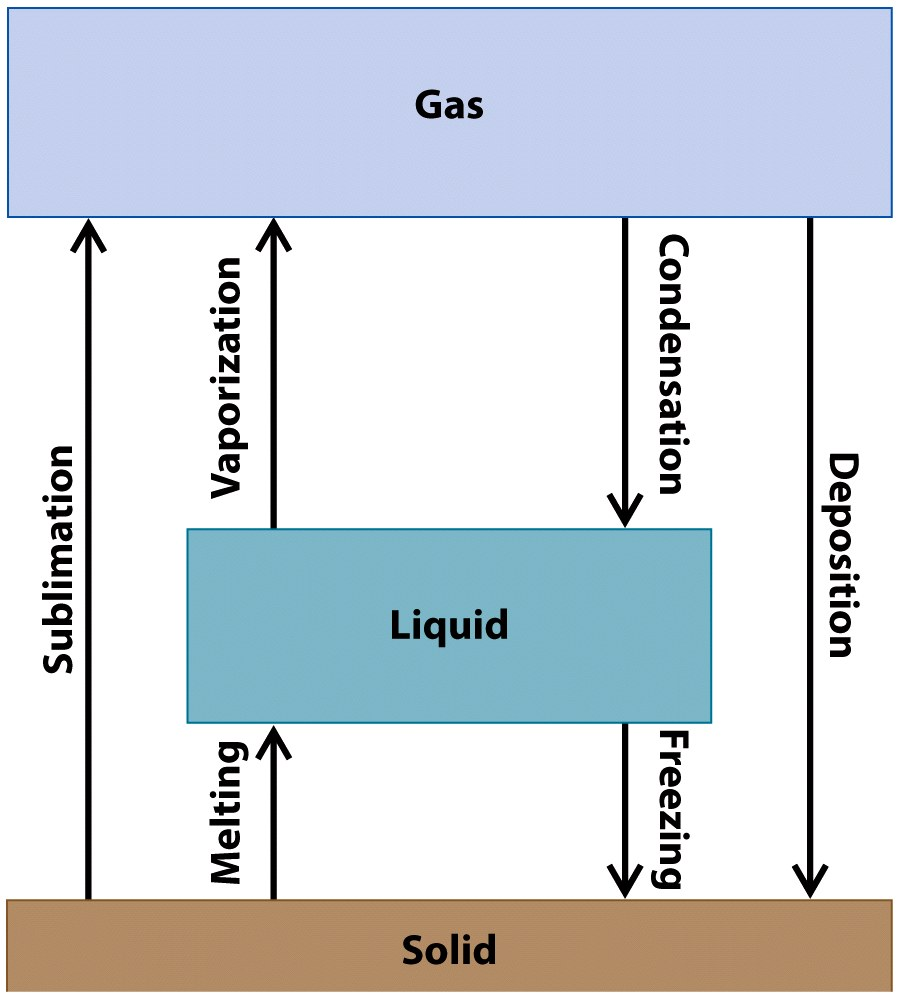 Gas
Sublimation
Vaporization
Condensation
Deposition
Liquid
Melting
Freezing
Solid